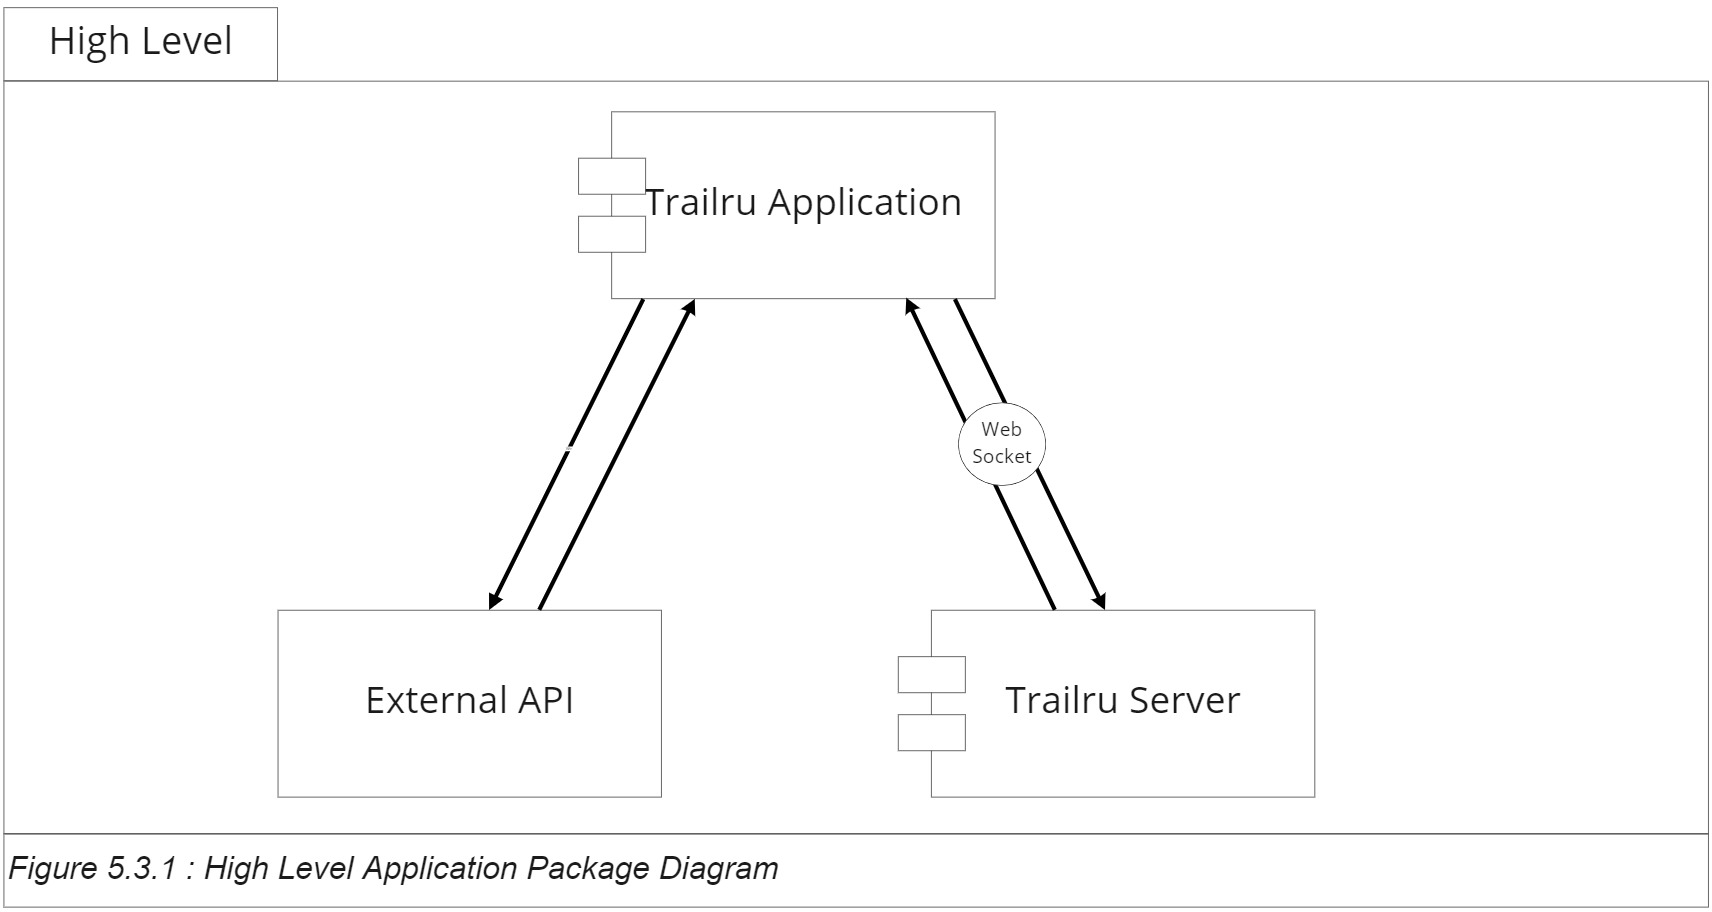 High Level
Trailru Application
Web
Socket
External API
Trailru Server
Figure 5.3.1 : High Level Application Package Diagram